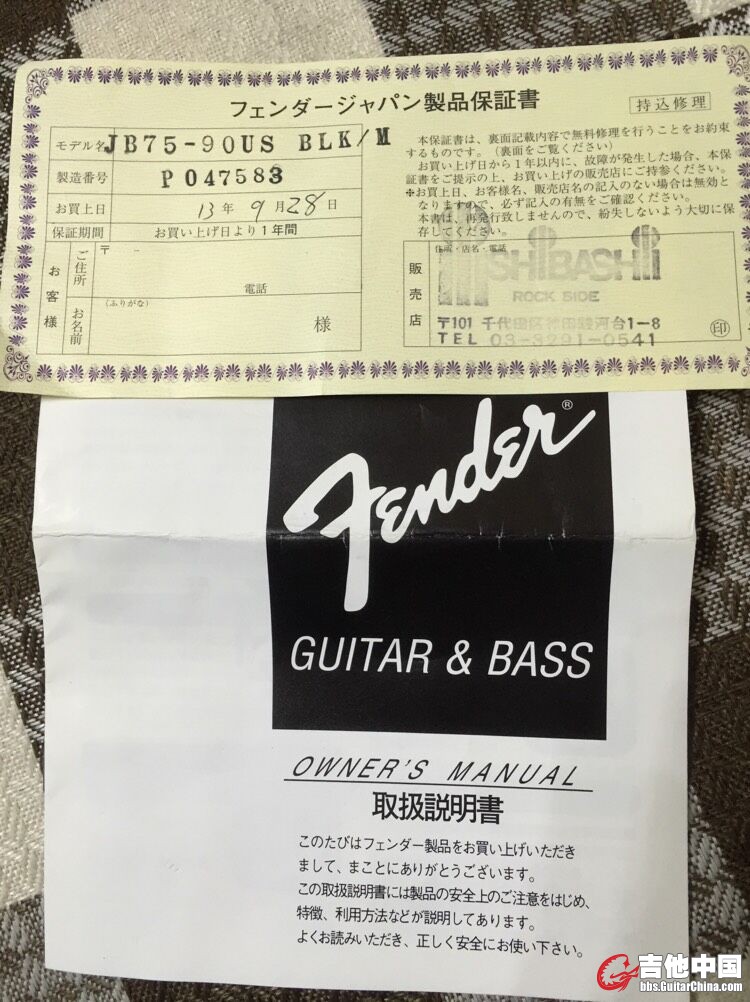 フェンダージャパン製品保証書
持込修理
モデル名 JB75-90US BLK/M
製造番号 P047583
お買上日 13年 9月28日
保証期間 お買い上げ日より1年間
お客様
ご住所
〒 -
電話
お名前
(ふりがな)
様
本保証書は、裏面記載内容で無料修理を行うことをお約束
するものです。(裏面をご覧ください)
お買い上げ日から1年以内に、故障が発生した場合、本保
証書をご提示の上、お買い上げの販売店にご持参ください。
※お買上日、お客様名、販売店名の記入のない場合は無効と
なりますので、必ず記入の有無をご確認ください。
本書は、再発行致しませんので、紛失しないよう大切に保
存してください。
販売店
住所・店名・電話
ISHIBASHI
ROCK SIDE
〒101 千代田区神田駿河台1-8
TEL 03-3291-0541
印
Fender®
GUITAR & BASS
OWNER'S MANUAL
取扱説明書
このたびはフェンダー製品をお買い上げいただき
まして、まことにありがとうございます。
この取扱説明書には製品の安全上のご注意をはじめ、
特徴、利用方法などが説明してあります。
よくお読みいただき、正しく安全にお使い下さい。
吉他中国
bbs.GuitarChina.com